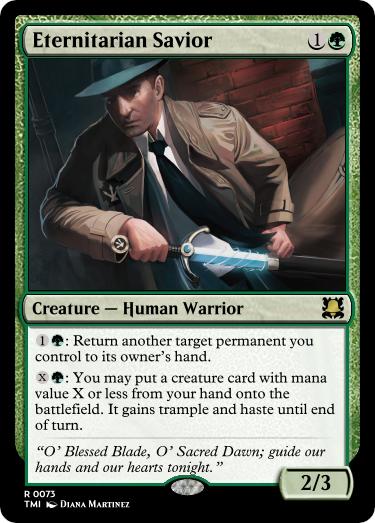 Eternitarian Savior 1
Creature — Human Warrior
1: Return another target permanent you
control to its owner's hand.
X: You may put a creature card with mana
value X or less from your hand onto the
battlefield. It gains trample and haste until end
of turn.
“O' Blessed Blade, O' Sacred Dawn; guide our
hands and our hearts tonight.”
2/3
R 0073
TMI Diana Martinez